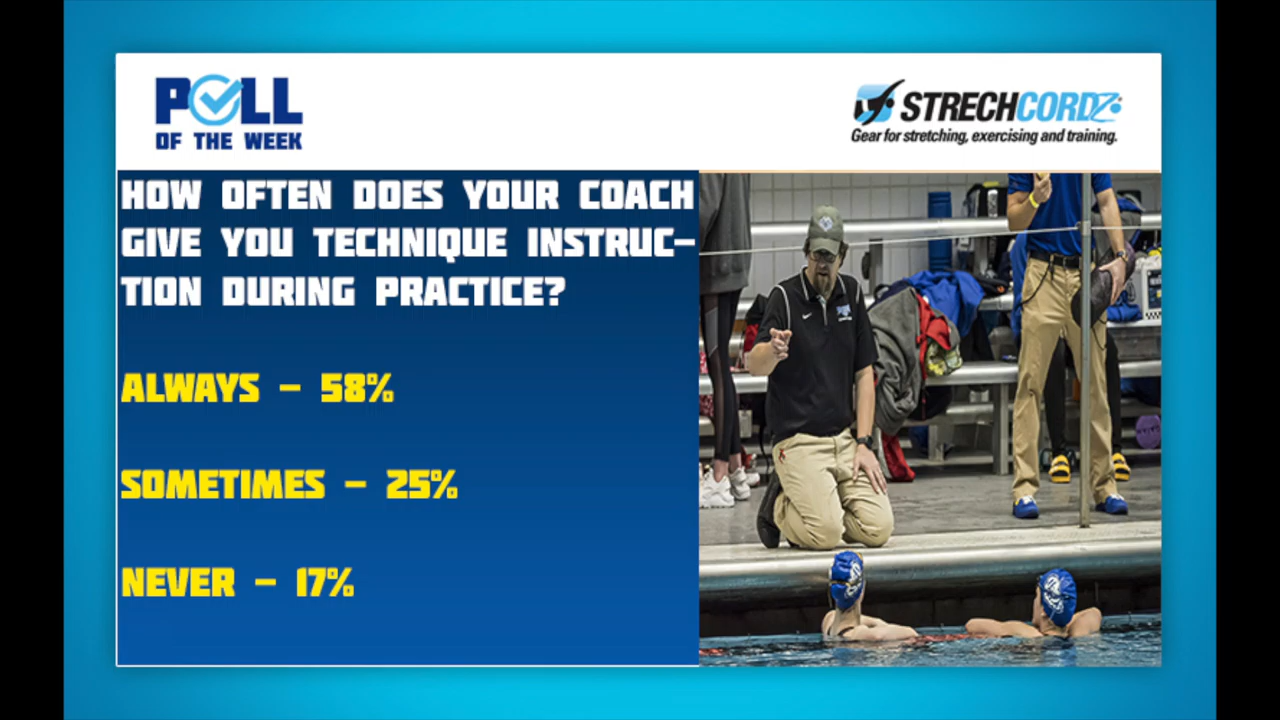 POLL
OF THE WEEK
STRECHCORDZ
Gear for stretching, exercising and training.
HOW OFTEN DOES YOUR COACH
GIVE YOU TECHNIQUE INSTRUC-
TION DURING PRACTICE?
ALWAYS - 58%
SOMETIMES - 25%
NEVER - 17%